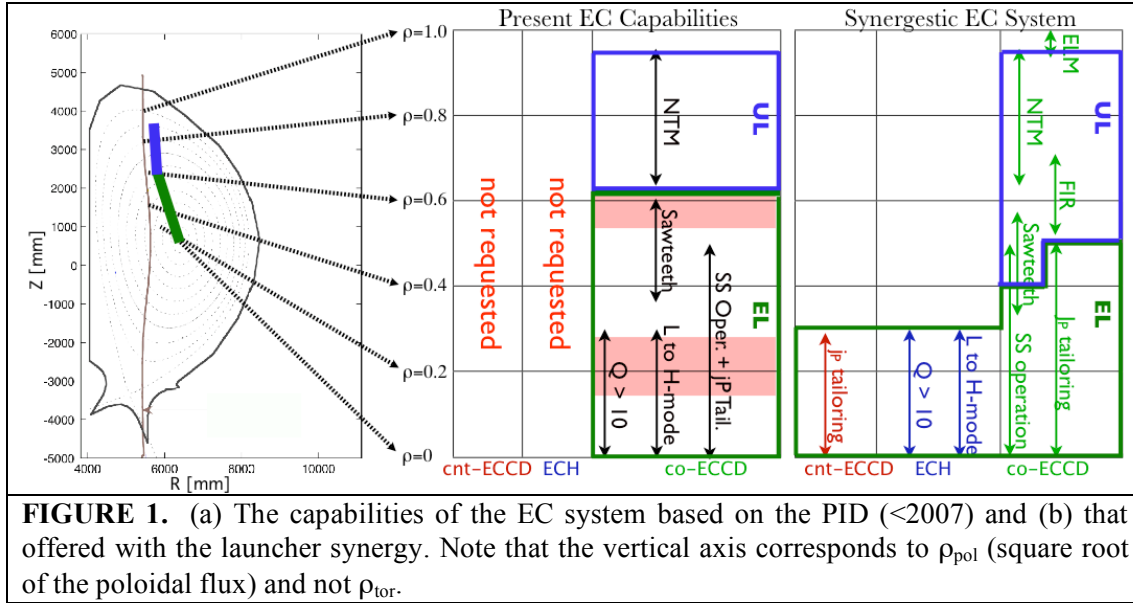 Present EC Capabilities
Synergestic EC System
6000
5000
4000
3000
2000
1000
0
-1000
-2000
-3000
-4000
-5000
Z [mm]
4000
6000
8000
10000
R [mm]
ρ=1.0
ρ=0.8
ρ=0.6
ρ=0.4
ρ=0.2
ρ=0
not requested
not requested
NTM
UL
Sawteeth
EL
SS Oper. + jP Tail.
L to H-mode
Q > 10
cnt-ECCD
ECH
co-ECCD
ELM
NTM
UL
FIR
Sawteeth
EL
jP tailoring
Q > 10
L to H-mode
SS operation
jP tailoring
cnt-ECCD
ECH
co-ECCD
FIGURE 1. (a) The capabilities of the EC system based on the PID (<2007) and (b) that
offered with the launcher synergy. Note that the vertical axis corresponds to ρpol (square root
of the poloidal flux) and not ρtor.